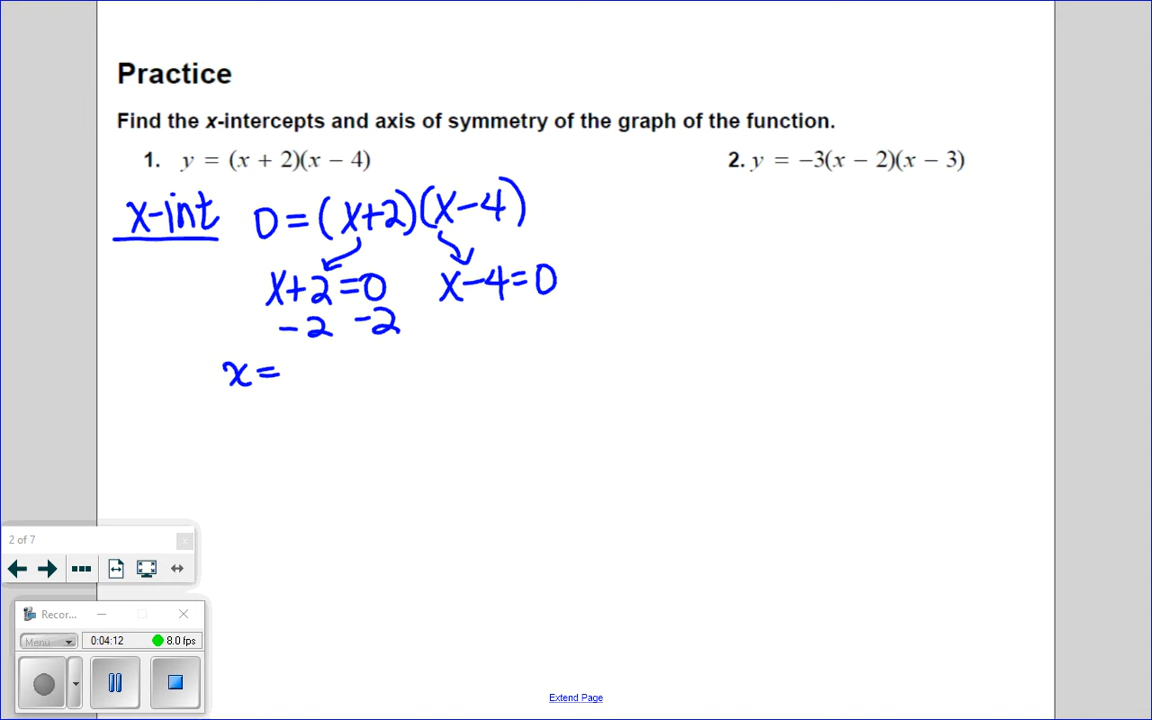 Practice
Find the x-intercepts and axis of symmetry of the graph of the function.
1. y = (x + 2)(x − 4)
2. y = −3(x − 2)(x − 3)
x-int 0=(x+2)(x-4)
x+2=0 x-4=0
-2 -2
x=
2 of 7
Recor...
Menu
0:04:12
8.0 fps
Extend Page